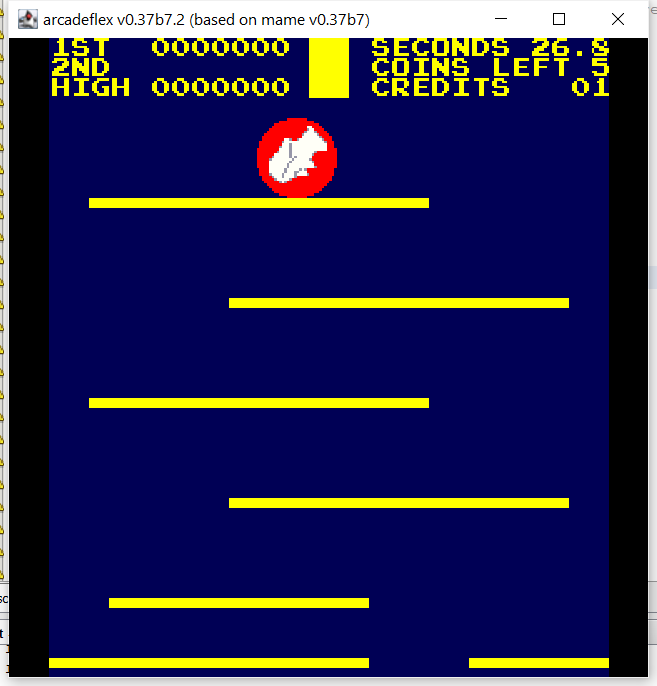 arcadeflex v0.37b7.2 (based on mame v0.37b7)
1ST 0000000 SECONDS 26.8
2ND COINS LEFT 5
HIGH 0000000 CREDITS 01